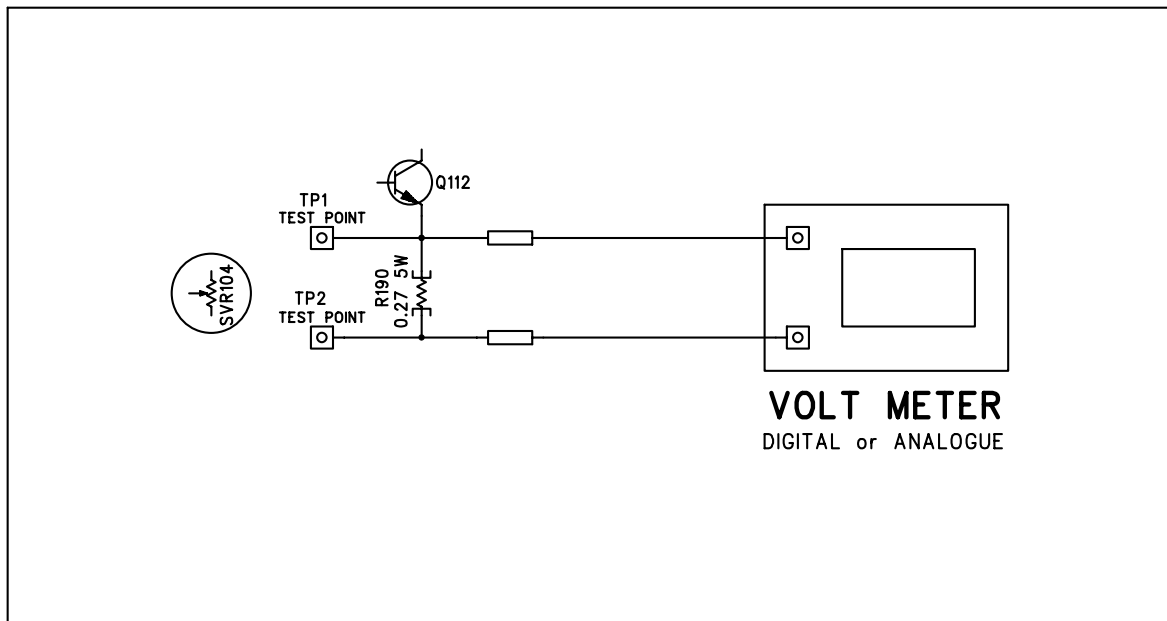 Q112
TP1
TEST POINT
SVR104
R190
0.27 5W
TP2
TEST POINT
VOLT METER
DIGITAL or ANALOGUE